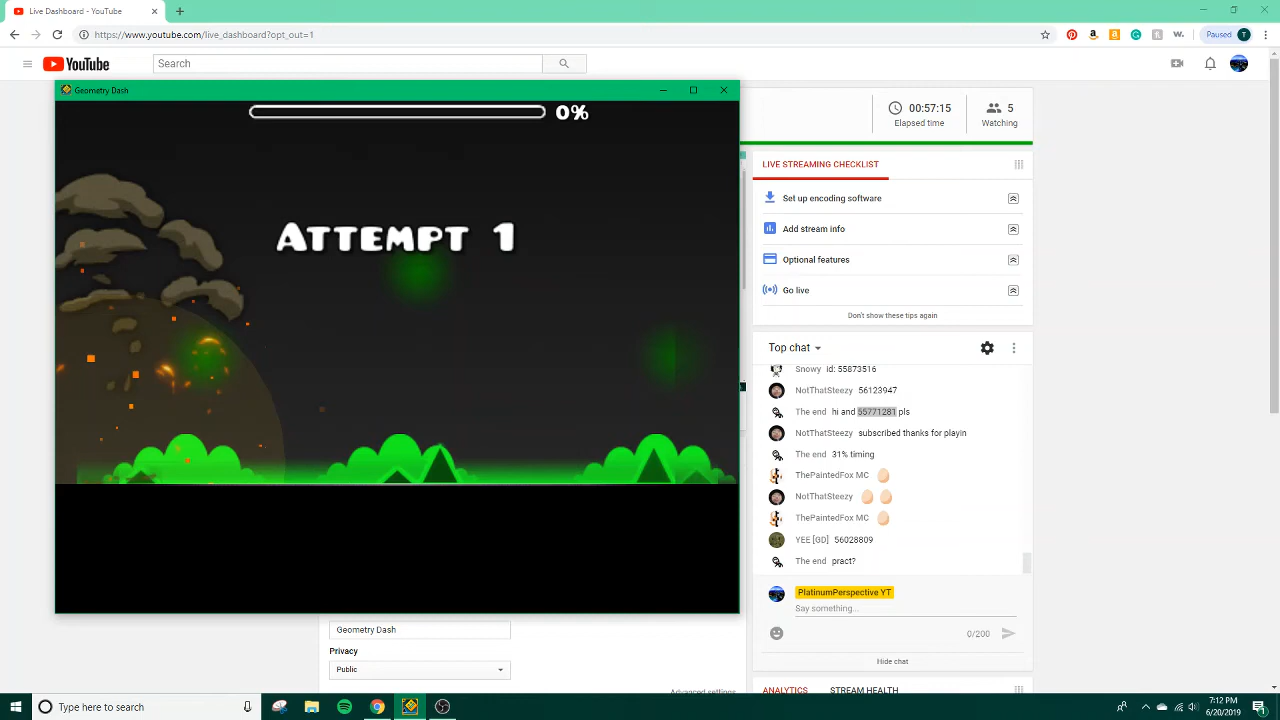 Live Dashboard - YouTube
https://www.youtube.com/live_dashboard?opt_out=1
Paused
T
YouTube
Search
Geometry Dash
0%
ATTEMPT 1
00:57:15
Elapsed time
5
Watching
LIVE STREAMING CHECKLIST
Set up encoding software
Add stream info
Optional features
Go live
Don't show these tips again
Top chat
Snowy id: 55873516
NotThatSteezy 56123947
The end hi and 55771281 pls
NotThatSteezy subscribed thanks for playin
The end 31% timing
ThePaintedFox MC
NotThatSteezy
ThePaintedFox MC
YEE [GD] 56028809
The end pract?
PlatinumPerspective YT
Say something...
0/200
Hide chat
Geometry Dash
Privacy
Public
Advanced settings
ANALYTICS STREAM HEALTH
Type here to search
7:12 PM
6/20/2019